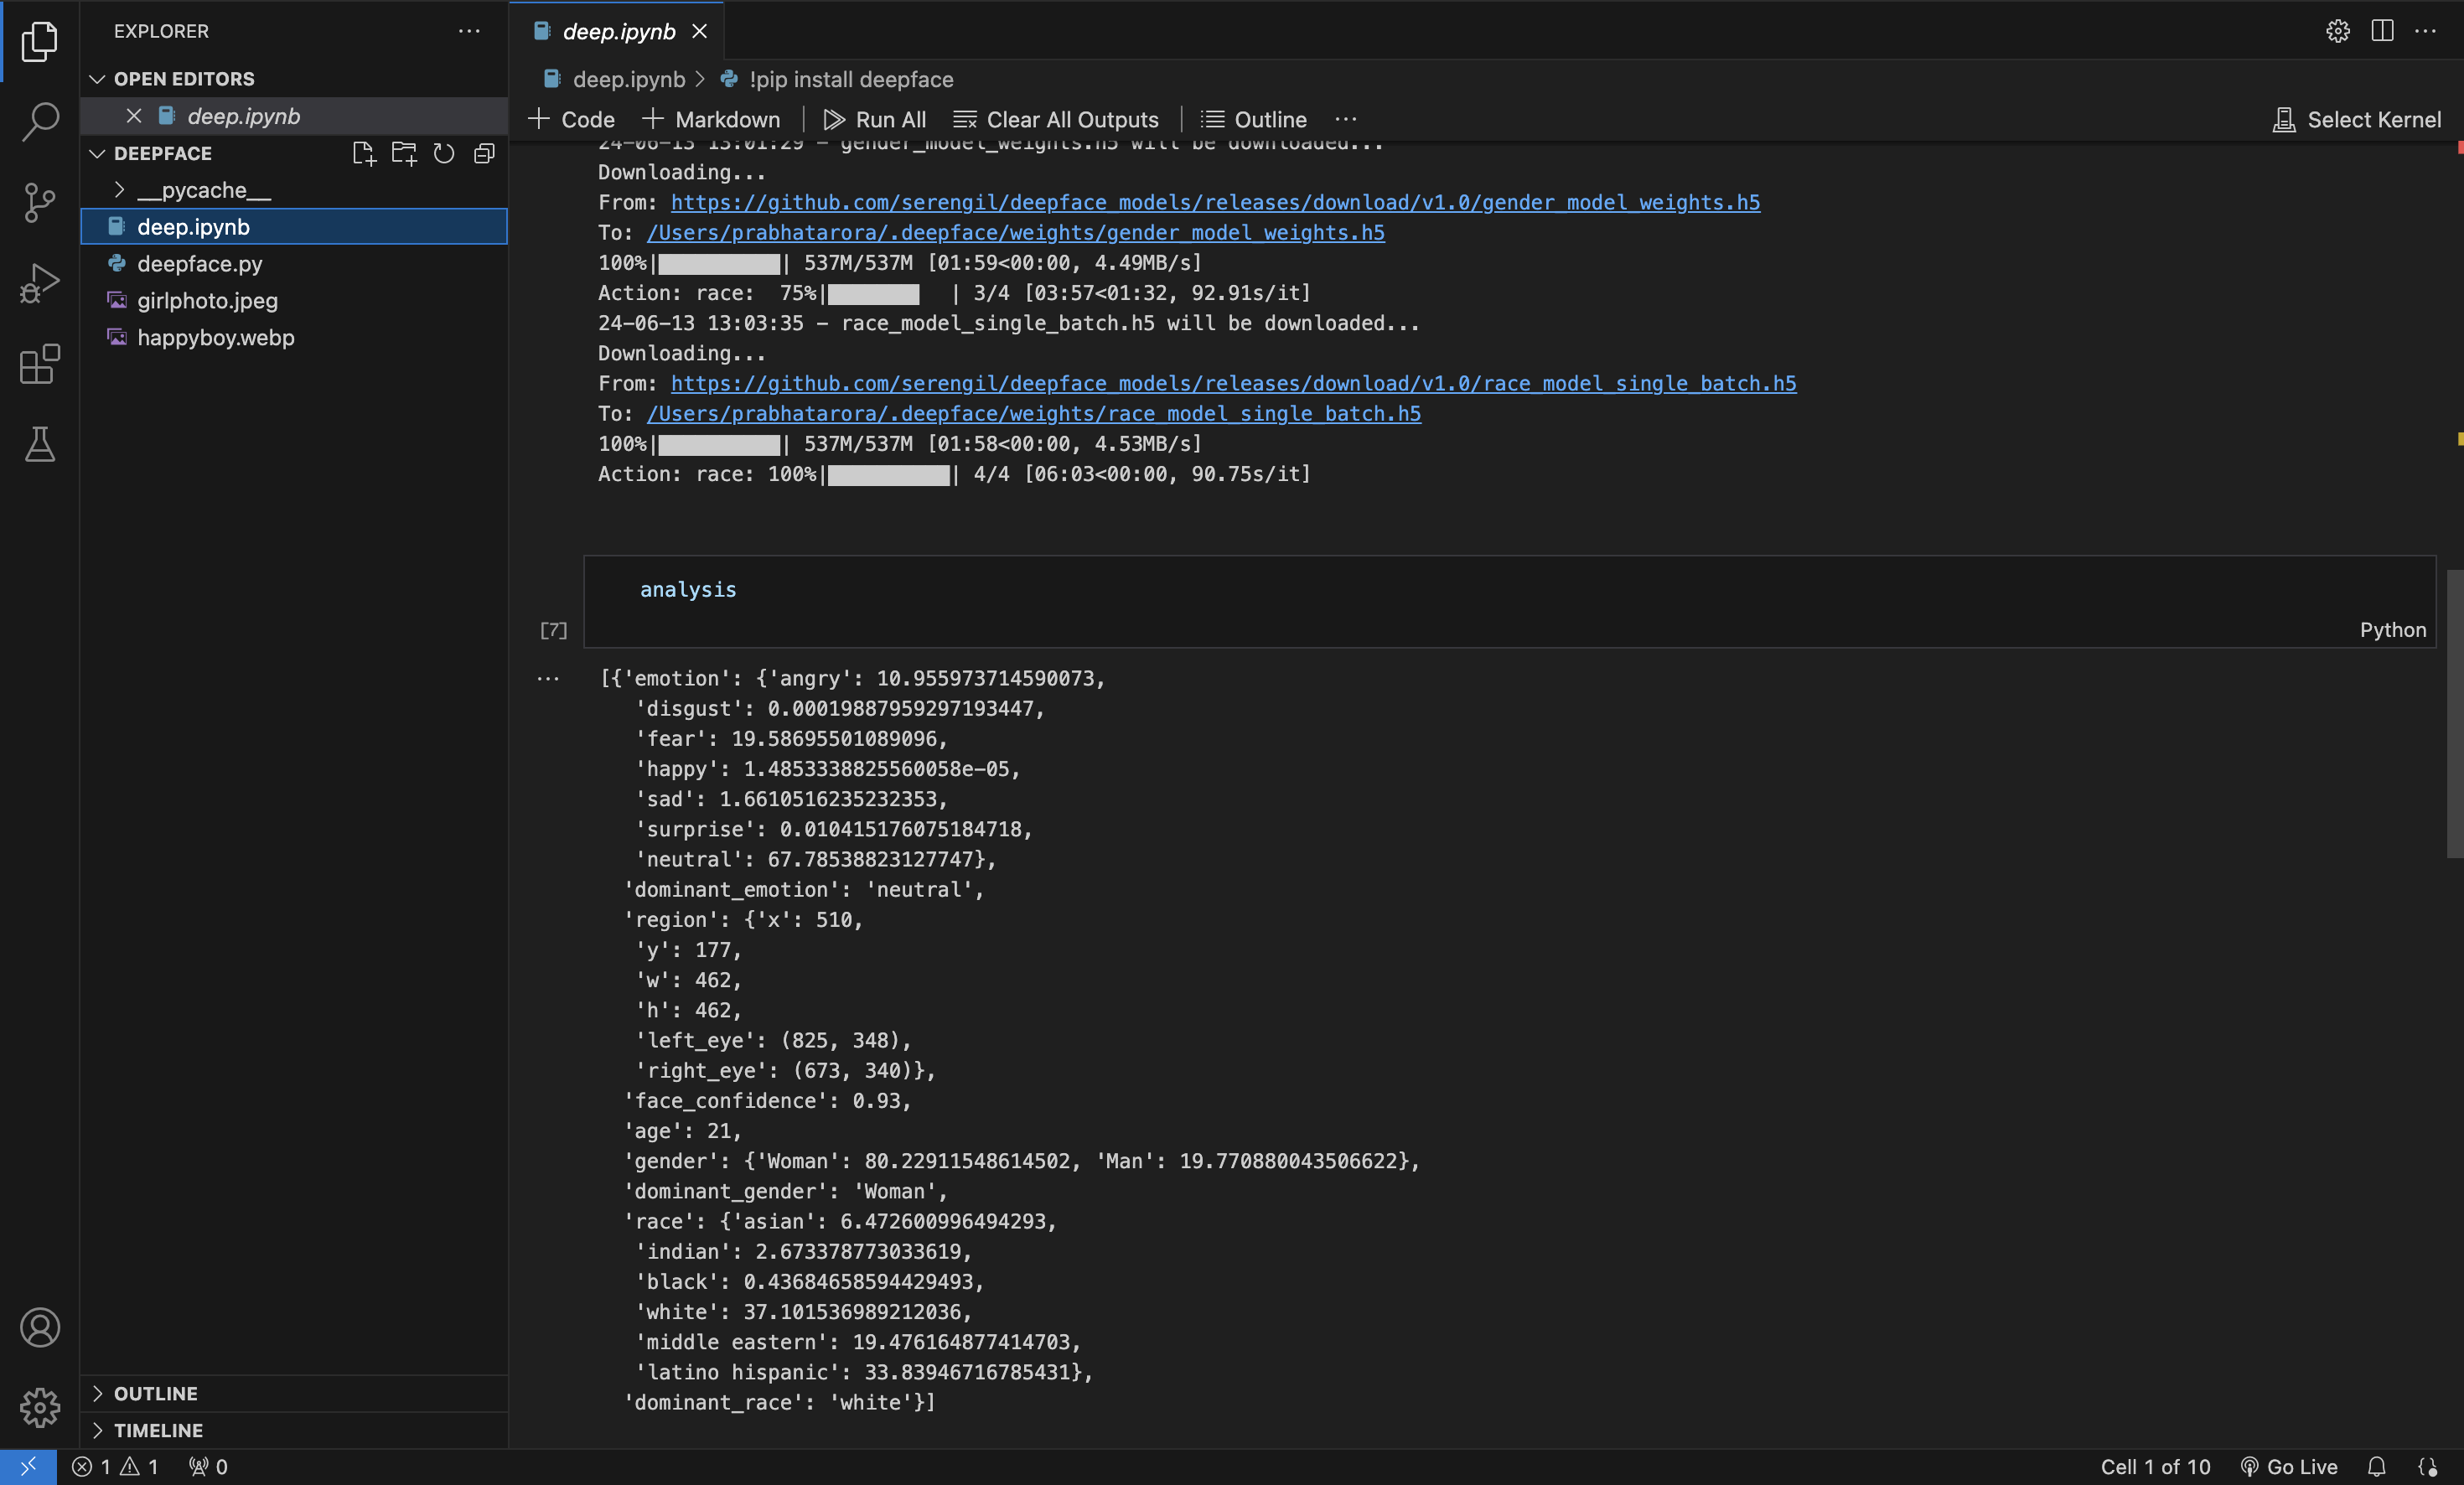 EXPLORER
OPEN EDITORS
deep.ipynb
DEEPFACE
__pycache__
deep.ipynb
deepface.py
girlphoto.jpeg
happyboy.webp
OUTLINE
TIMELINE
deep.ipynb
deep.ipynb > !pip install deepface
+ Code + Markdown | Run All Clear All Outputs | Outline ... Select Kernel
24-06-13 13:01:29 - gender_model_weights.h5 will be downloaded...
Downloading...
From: https://github.com/serengil/deepface_models/releases/download/v1.0/gender_model_weights.h5
To: /Users/prabhatarora/.deepface/weights/gender_model_weights.h5
100%|██████████| 537M/537M [01:59<00:00, 4.49MB/s]
Action: race:  75%|███████▌  | 3/4 [03:57<01:32, 92.91s/it]
24-06-13 13:03:35 - race_model_single_batch.h5 will be downloaded...
Downloading...
From: https://github.com/serengil/deepface_models/releases/download/v1.0/race_model_single_batch.h5
To: /Users/prabhatarora/.deepface/weights/race_model_single_batch.h5
100%|██████████| 537M/537M [01:58<00:00, 4.53MB/s]
Action: race: 100%|██████████| 4/4 [06:03<00:00, 90.75s/it]
analysis
[7]
Python
[{'emotion': {'angry': 10.955973714590073,
'disgust': 0.00019887959297193447,
'fear': 19.58695501089096,
'happy': 1.4853338825560058e-05,
'sad': 1.6610516235232353,
'surprise': 0.010415176075184718,
'neutral': 67.78538823127747},
'dominant_emotion': 'neutral',
'region': {'x': 510,
'y': 177,
'w': 462,
'h': 462,
'left_eye': (825, 348),
'right_eye': (673, 340)},
'face_confidence': 0.93,
'age': 21,
'gender': {'Woman': 80.22911548614502, 'Man': 19.770880043506622},
'dominant_gender': 'Woman',
'race': {'asian': 6.472600996494293,
'indian': 2.673378773033619,
'black': 0.43684658594429493,
'white': 37.101536989212036,
'middle eastern': 19.476164877414703,
'latino hispanic': 33.83946716785431},
'dominant_race': 'white'}]
1 1 0
Cell 1 of 10 Go Live